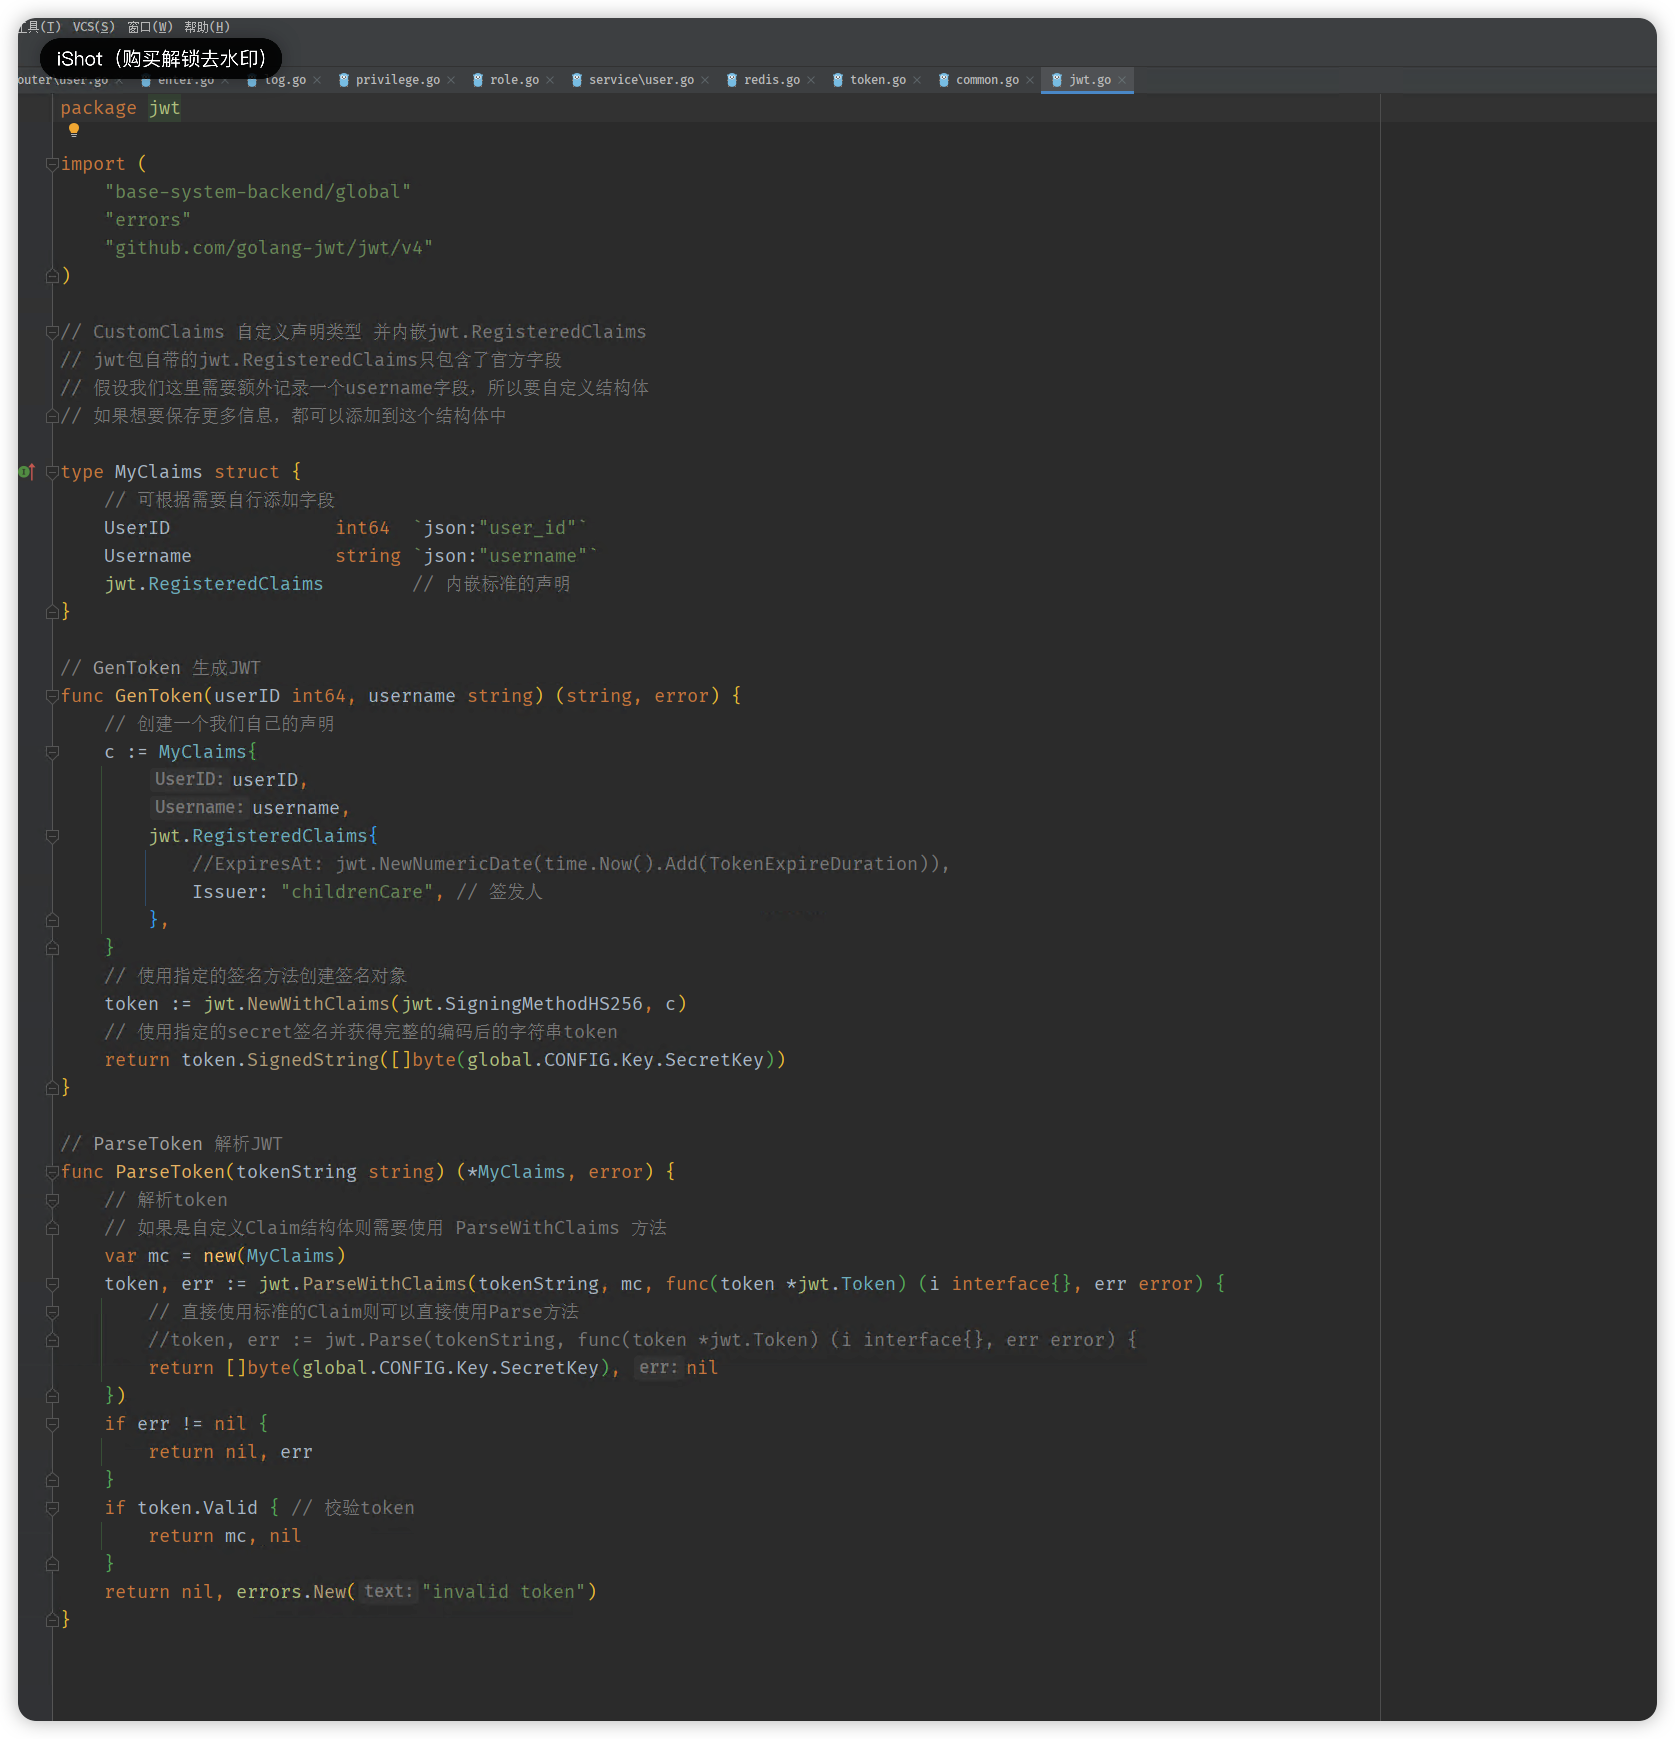 工具(T) VCS(S) 窗口(W) 帮助(H)
iShot（购买解锁去水印）
outer\user.go enter.go log.go privilege.go role.go service\user.go redis.go token.go common.go jwt.go
package jwt
import (
"base-system-backend/global"
"errors"
"github.com/golang-jwt/jwt/v4"
)
// CustomClaims 自定义声明类型 并内嵌jwt.RegisteredClaims
// jwt包自带的jwt.RegisteredClaims只包含了官方字段
// 假设我们这里需要额外记录一个username字段，所以要自定义结构体
// 如果想要保存更多信息，都可以添加到这个结构体中
type MyClaims struct {
// 可根据需要自行添加字段
UserID int64 `json:"user_id"`
Username string `json:"username"`
jwt.RegisteredClaims // 内嵌标准的声明
}
// GenToken 生成JWT
func GenToken(userID int64, username string) (string, error) {
// 创建一个我们自己的声明
c := MyClaims{
UserID: userID,
Username: username,
jwt.RegisteredClaims{
//ExpiresAt: jwt.NewNumericDate(time.Now().Add(TokenExpireDuration)),
Issuer: "childrenCare", // 签发人
},
}
// 使用指定的签名方法创建签名对象
token := jwt.NewWithClaims(jwt.SigningMethodHS256, c)
// 使用指定的secret签名并获得完整的编码后的字符串token
return token.SignedString([]byte(global.CONFIG.Key.SecretKey))
}
// ParseToken 解析JWT
func ParseToken(tokenString string) (*MyClaims, error) {
// 解析token
// 如果是自定义Claim结构体则需要使用 ParseWithClaims 方法
var mc = new(MyClaims)
token, err := jwt.ParseWithClaims(tokenString, mc, func(token *jwt.Token) (i interface{}, err error) {
// 直接使用标准的Claim则可以直接使用Parse方法
//token, err := jwt.Parse(tokenString, func(token *jwt.Token) (i interface{}, err error) {
return []byte(global.CONFIG.Key.SecretKey), err: nil
})
if err != nil {
return nil, err
}
if token.Valid { // 校验token
return mc, nil
}
return nil, errors.New( text: "invalid token")
}